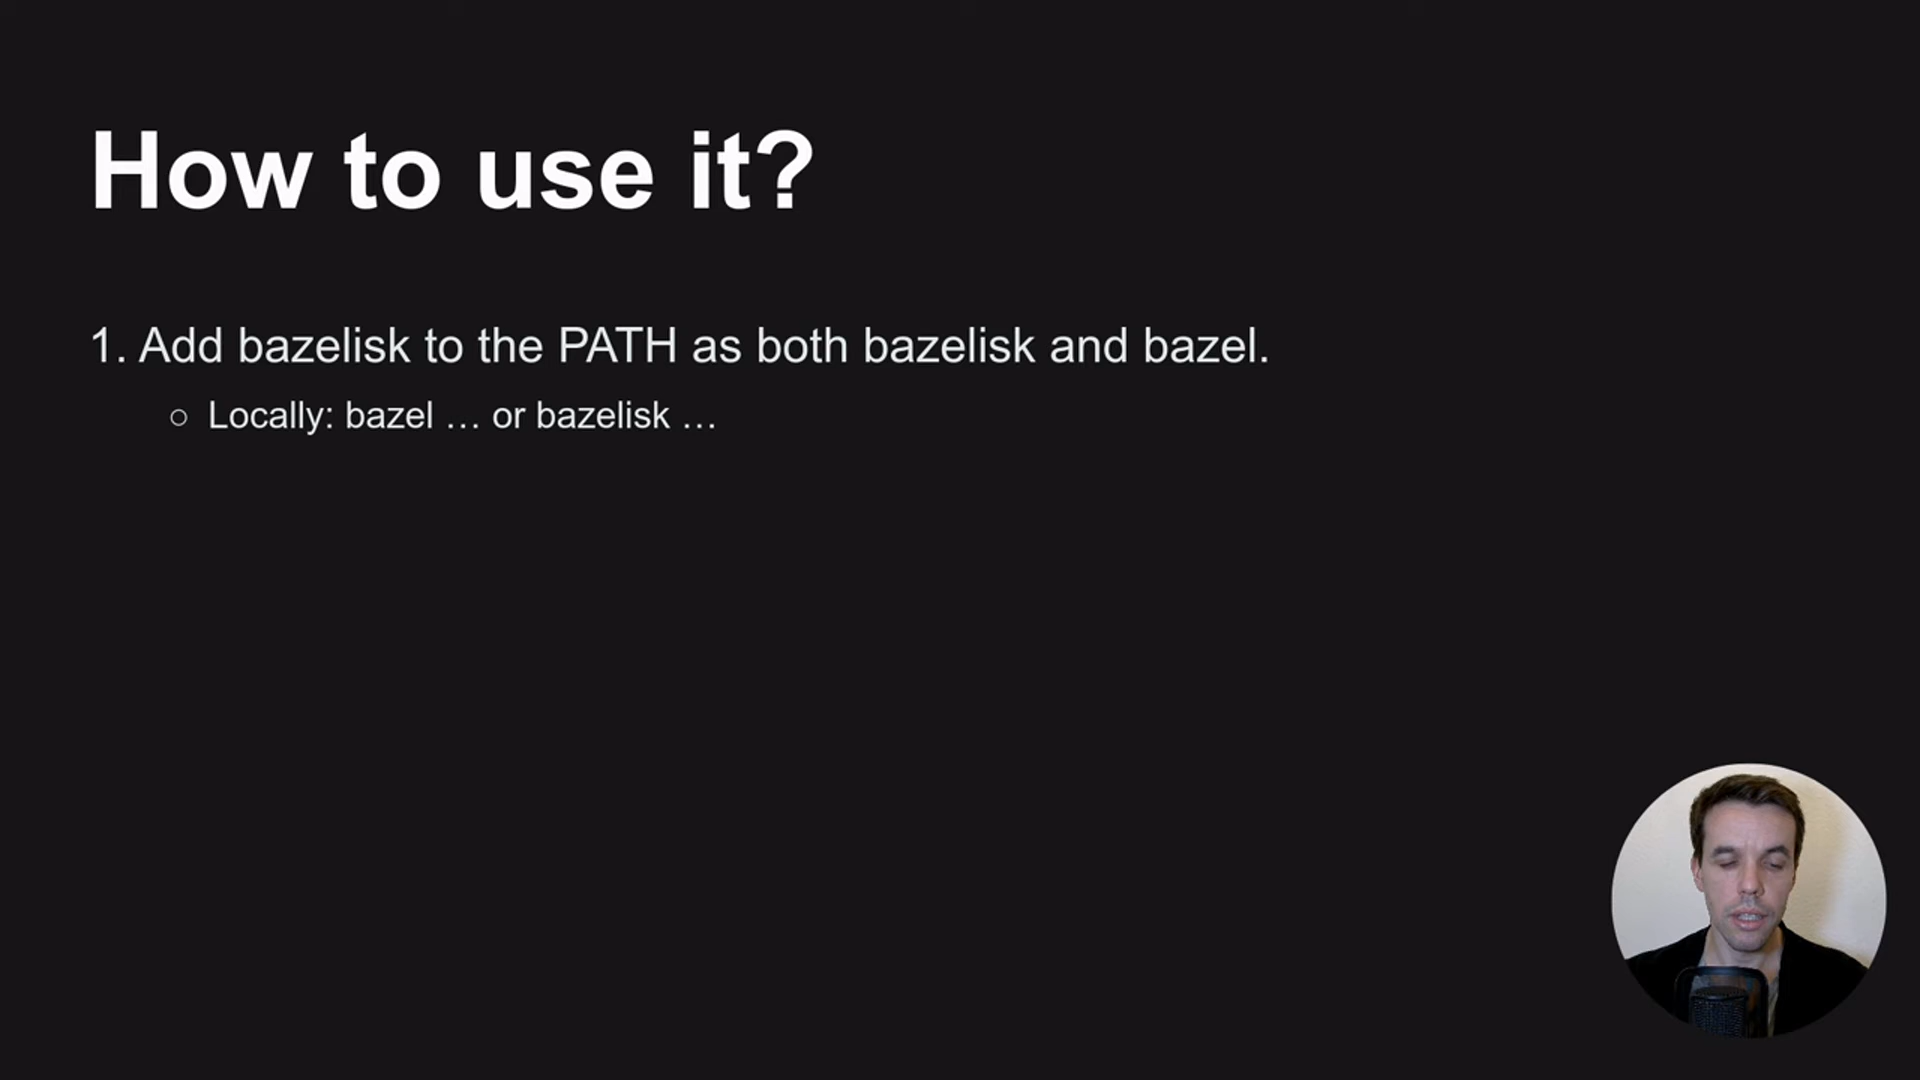 How to use it?
1. Add bazelisk to the PATH as both bazelisk and bazel.
○ Locally: bazel … or bazelisk …